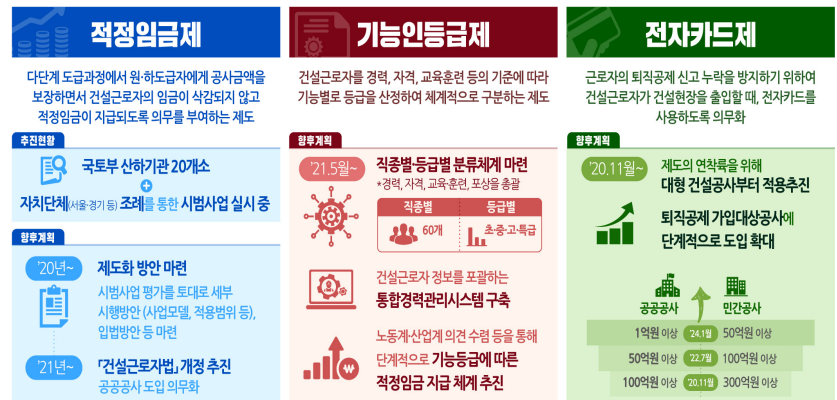 적정임금제
다단계 도급과정에서 원·하도급자에게 공사금액을
보장하면서 건설근로자의 임금이 삭감되지 않고
적정임금이 지급되도록 의무를 부여하는 제도
추진현황
국토부 산하기관 20개소
+
자치단체(서울·경기 등) 조례를 통한 시범사업 실시 중
향후계획
'20년~
제도화 방안 마련
시범사업 평가를 토대로 세부
시행방안 (사업모델, 적용범위 등),
입법방안 등 마련
'21년~
「건설근로자법」 개정 추진
공공공사 도입 의무화
기능인등급제
건설근로자를 경력, 자격, 교육훈련 등의 기준에 따라
기능별로 등급을 산정하여 체계적으로 구분하는 제도
향후계획
'21.5월~
직종별·등급별 분류체계 마련
*경력, 자격, 교육·훈련, 포상을 총괄
직종별 등급별
60개 초·중·고·특급
건설근로자 정보를 포괄하는
통합경력관리시스템 구축
노동계·산업계 의견 수렴 등을 통해
단계적으로 기능등급에 따른
적정임금 지급 체계 추진
₩
전자카드제
근로자의 퇴직공제 신고 누락을 방지하기 위하여
건설근로자가 건설현장을 출입할 때, 전자카드를
사용하도록 의무화
향후계획
'20.11월~
제도의 연착륙을 위해
대형 건설공사부터 적용추진
퇴직공제 가입대상공사에
단계적으로 도입 확대
공공공사 민간공사
1억원 이상 '24.1월 50억원 이상
50억원 이상 '22.7월 100억원 이상
100억원 이상 '20.11월 300억원 이상